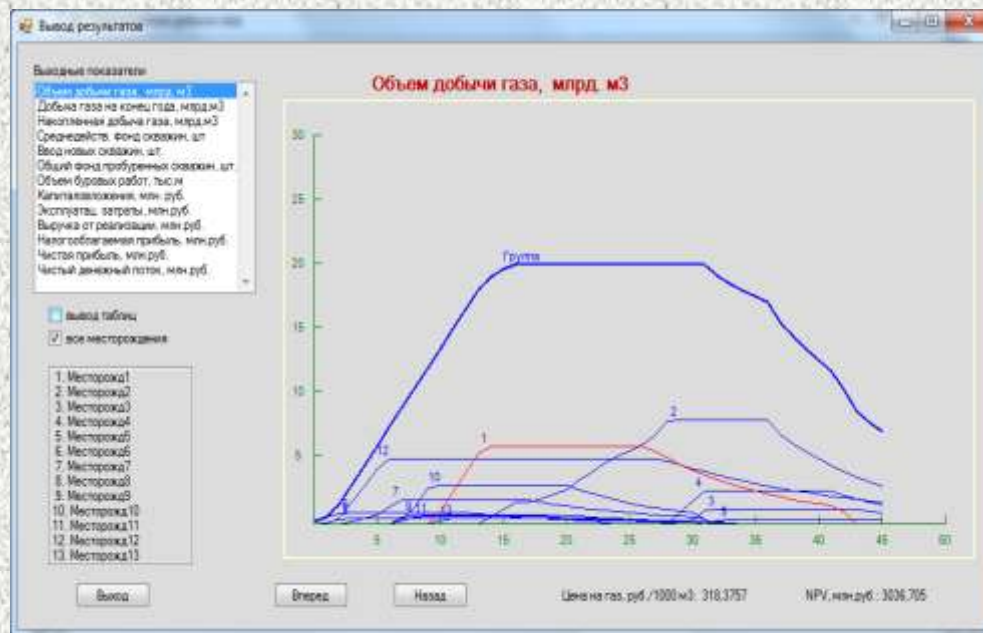 Вывод результатов
Выходные показатели
Объем добычи газа, млрд. м3
Добыча газа на конец года, млрд.м3
Накопленная добыча газа, млрд.м3
Среднедейств. фонд скважин, шт
Ввод новых скважин, шт.
Общий фонд пробуренных скважин, шт.
Объем буровых работ, тыс.м
Капиталовложения, млн. руб.
Эксплуатац. затраты, млн.руб.
Выручка от реализации, млн.руб.
Налогооблагаемая прибыль, млн.руб.
Чистая прибыль, млн.руб.
Чистый денежный поток, млн.руб.
вывод таблиц
все месторождения
1. Месторожд1
2. Месторожд2
3. Месторожд3
4. Месторожд4
5. Месторожд5
6. Месторожд6
7. Месторожд7
8. Месторожд8
9. Месторожд9
10. Месторожд10
11. Месторожд11
12. Месторожд12
13. Месторожд13
Объем добычи газа, млрд. м3
30
25
20
15
10
5
Группа
12
7
10
1
2
4
3
5 10 15 20 25 30 35 40 45 50
Выход
Вперед
Назад
Цена на газ, руб./1000 м3: 318,3757
NPV, млн.руб.: 3036,705